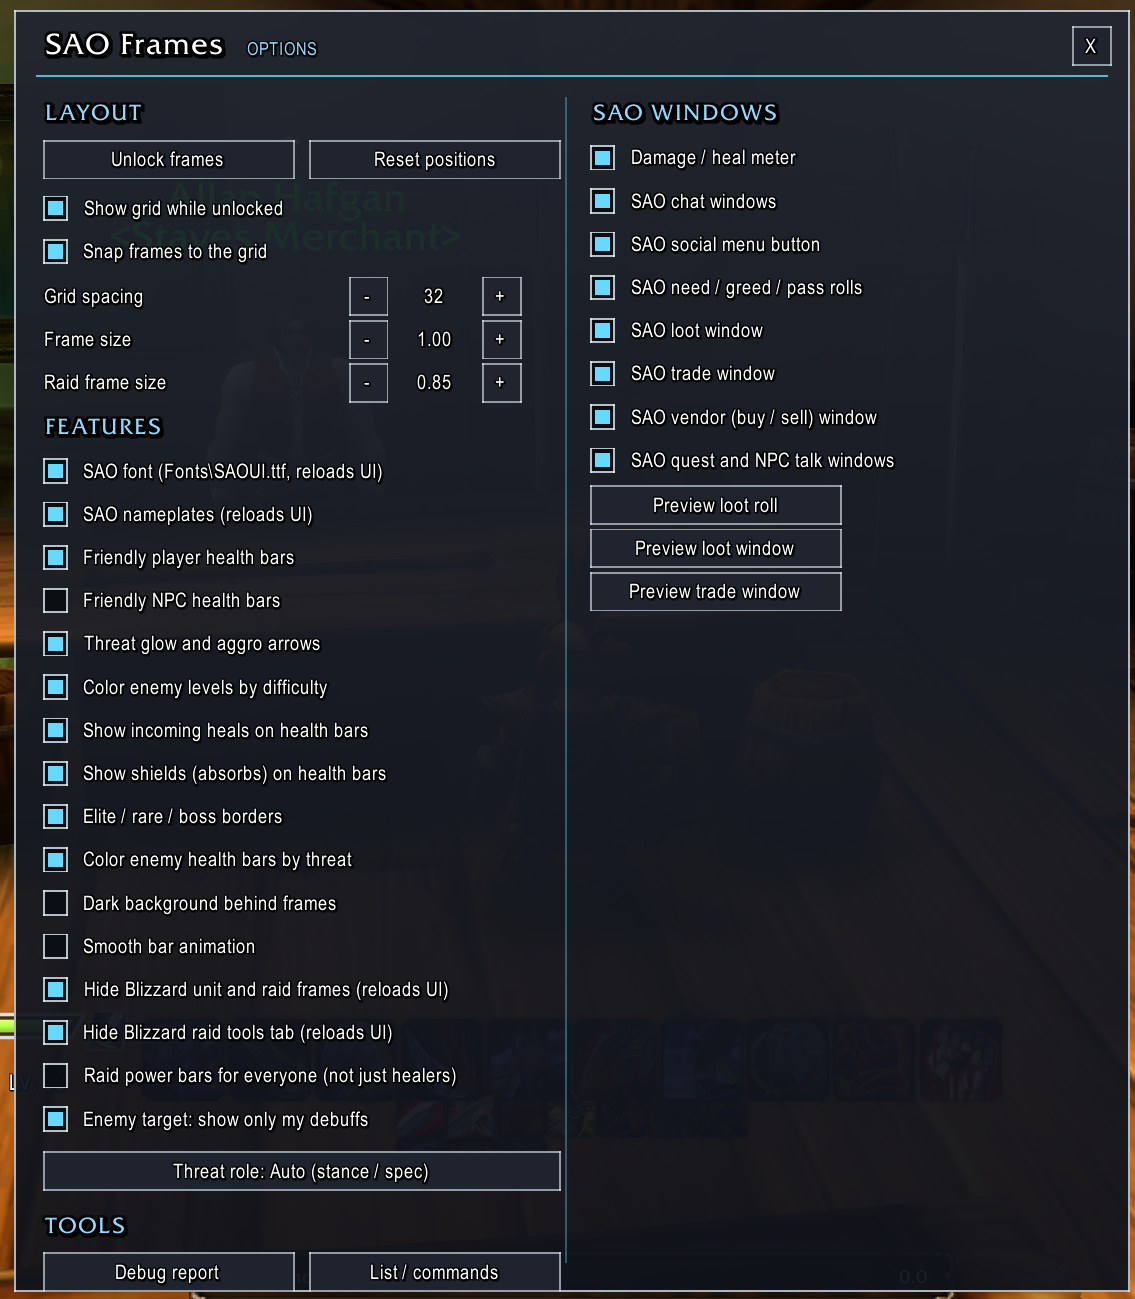 SAO Frames OPTIONS
X
LAYOUT
Unlock frames
Reset positions
Allan Hafgan
<Staves Merchant>
Show grid while unlocked
Snap frames to the grid
Grid spacing - 32 +
Frame size - 1.00 +
Raid frame size - 0.85 +
FEATURES
SAO font (Fonts\SAOUI.ttf, reloads UI)
SAO nameplates (reloads UI)
Friendly player health bars
Friendly NPC health bars
Threat glow and aggro arrows
Color enemy levels by difficulty
Show incoming heals on health bars
Show shields (absorbs) on health bars
Elite / rare / boss borders
Color enemy health bars by threat
Dark background behind frames
Smooth bar animation
Hide Blizzard unit and raid frames (reloads UI)
Hide Blizzard raid tools tab (reloads UI)
Raid power bars for everyone (not just healers)
Enemy target: show only my debuffs
Threat role: Auto (stance / spec)
TOOLS
Debug report
List / commands
SAO WINDOWS
Damage / heal meter
SAO chat windows
SAO social menu button
SAO need / greed / pass rolls
SAO loot window
SAO trade window
SAO vendor (buy / sell) window
SAO quest and NPC talk windows
Preview loot roll
Preview loot window
Preview trade window
0.0